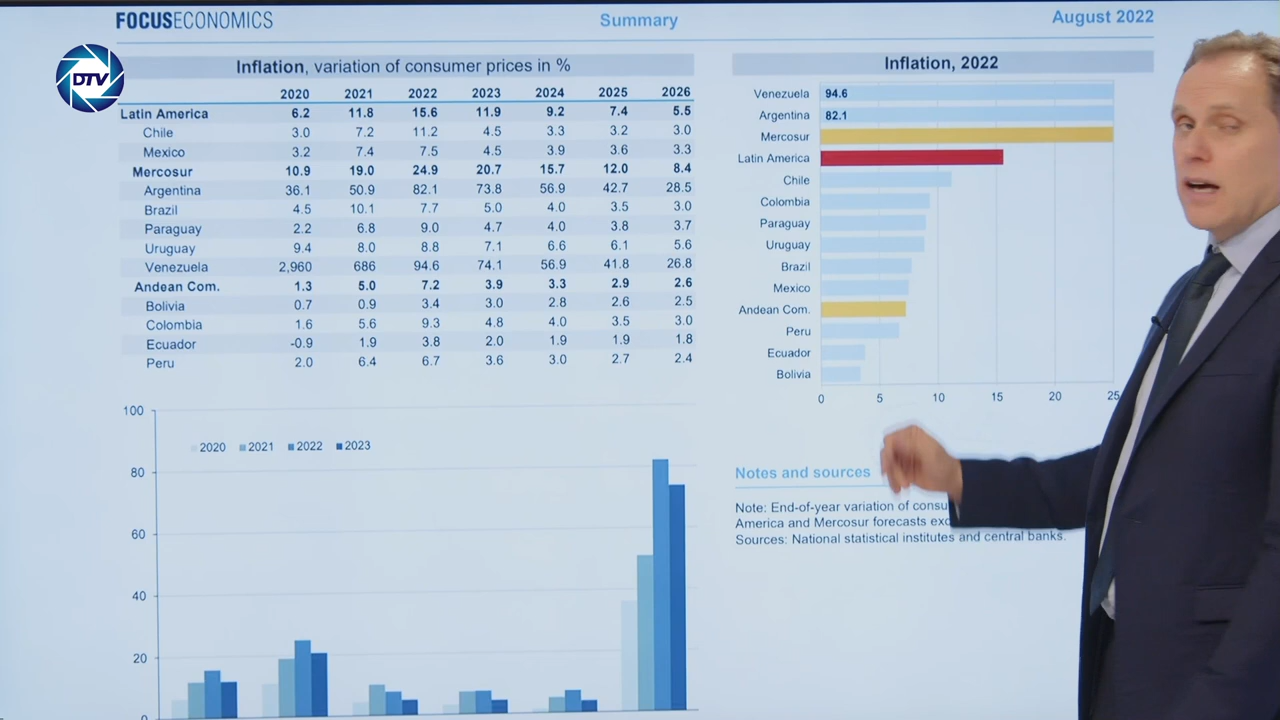 FOCUSECONOMICS
Summary
August 2022
DTV
Inflation, variation of consumer prices in %
2020 2021 2022 2023 2024 2025 2026
Latin America 6.2 11.8 15.6 11.9 9.2 7.4 5.5
Chile 3.0 7.2 11.2 4.5 3.3 3.2 3.0
Mexico 3.2 7.4 7.5 4.5 3.9 3.6 3.3
Mercosur 10.9 19.0 24.9 20.7 15.7 12.0 8.4
Argentina 36.1 50.9 82.1 73.8 56.9 42.7 28.5
Brazil 4.5 10.1 7.7 5.0 4.0 3.5 3.0
Paraguay 2.2 6.8 9.0 4.7 4.0 3.8 3.7
Uruguay 9.4 8.0 8.8 7.1 6.6 6.1 5.6
Venezuela 2,960 686 94.6 74.1 56.9 41.8 26.8
Andean Com. 1.3 5.0 7.2 3.9 3.3 2.9 2.6
Bolivia 0.7 0.9 3.4 3.0 2.8 2.6 2.5
Colombia 1.6 5.6 9.3 4.8 4.0 3.5 3.0
Ecuador -0.9 1.9 3.8 2.0 1.9 1.9 1.8
Peru 2.0 6.4 6.7 3.6 3.0 2.7 2.4
Inflation, 2022
Venezuela 94.6
Argentina 82.1
Mercosur
Latin America
Chile
Colombia
Paraguay
Uruguay
Brazil
Mexico
Andean Com.
Peru
Ecuador
Bolivia
0 5 10 15 20 25
100
2020 2021 2022 2023
80
60
40
20
0
Notes and sources
Note: End-of-year variation of
America and Mercosur forecasts
Sources: National statistical institutes and central banks.